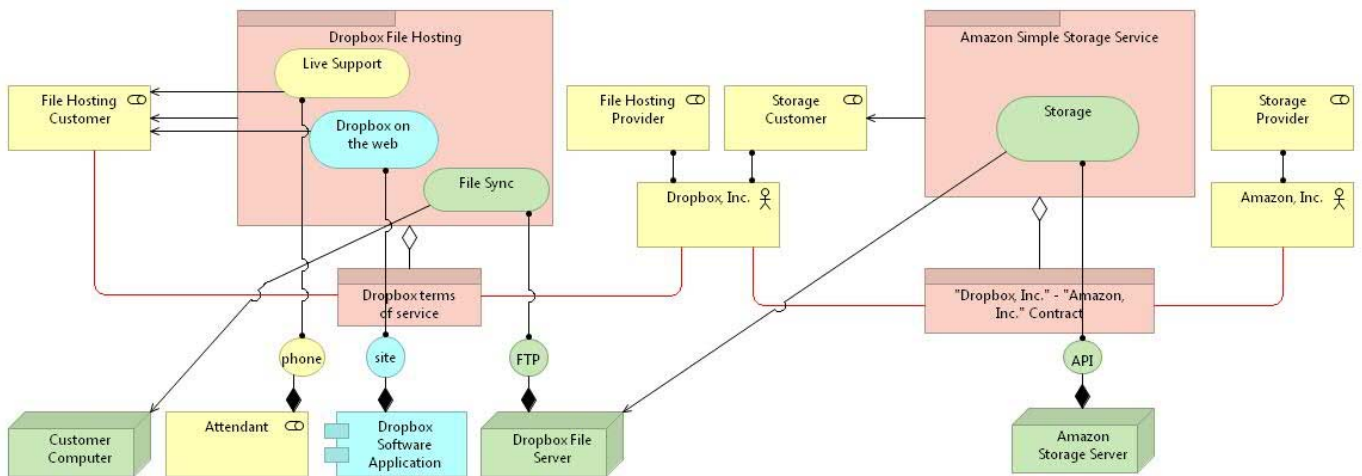 Dropbox File Hosting
Amazon Simple Storage Service
Live Support
File Hosting
Customer
File Hosting
Provider
Storage
Customer
Storage
Storage
Provider
Dropbox on
the web
File Sync
Dropbox, Inc.
Amazon, Inc.
Dropbox terms
of service
"Dropbox, Inc." - "Amazon,
Inc." Contract
phone
site
FTP
API
Customer
Computer
Attendant
Dropbox
Software
Application
Dropbox File
Server
Amazon
Storage Server